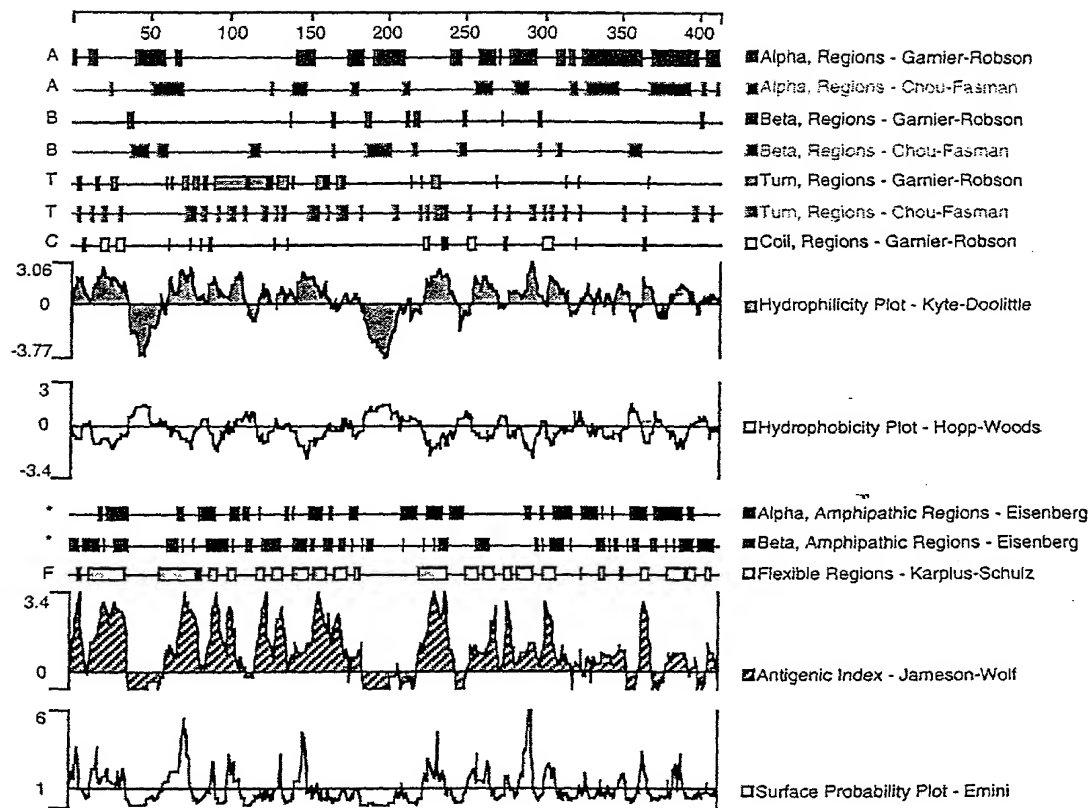 50 100 150 200 250 300 350 400
A Alpha, Regions - Garnier-Robson
A Alpha, Regions - Chou-Fasman
B Beta, Regions - Garnier-Robson
B Beta, Regions - Chou-Fasman
T Turn, Regions - Garnier-Robson
T Turn, Regions - Chou-Fasman
C Coil, Regions - Garnier-Robson
3.06
0 Hydrophilicity Plot - Kyte-Doolittle
-3.77
3
0 Hydrophobicity Plot - Hopp-Woods
-3.4
* Alpha, Amphipathic Regions - Eisenberg
* Beta, Amphipathic Regions - Eisenberg
F Flexible Regions - Karplus-Schulz
3.4
0 Antigenic Index - Jameson-Wolf
6
1 Surface Probability Plot - Emini